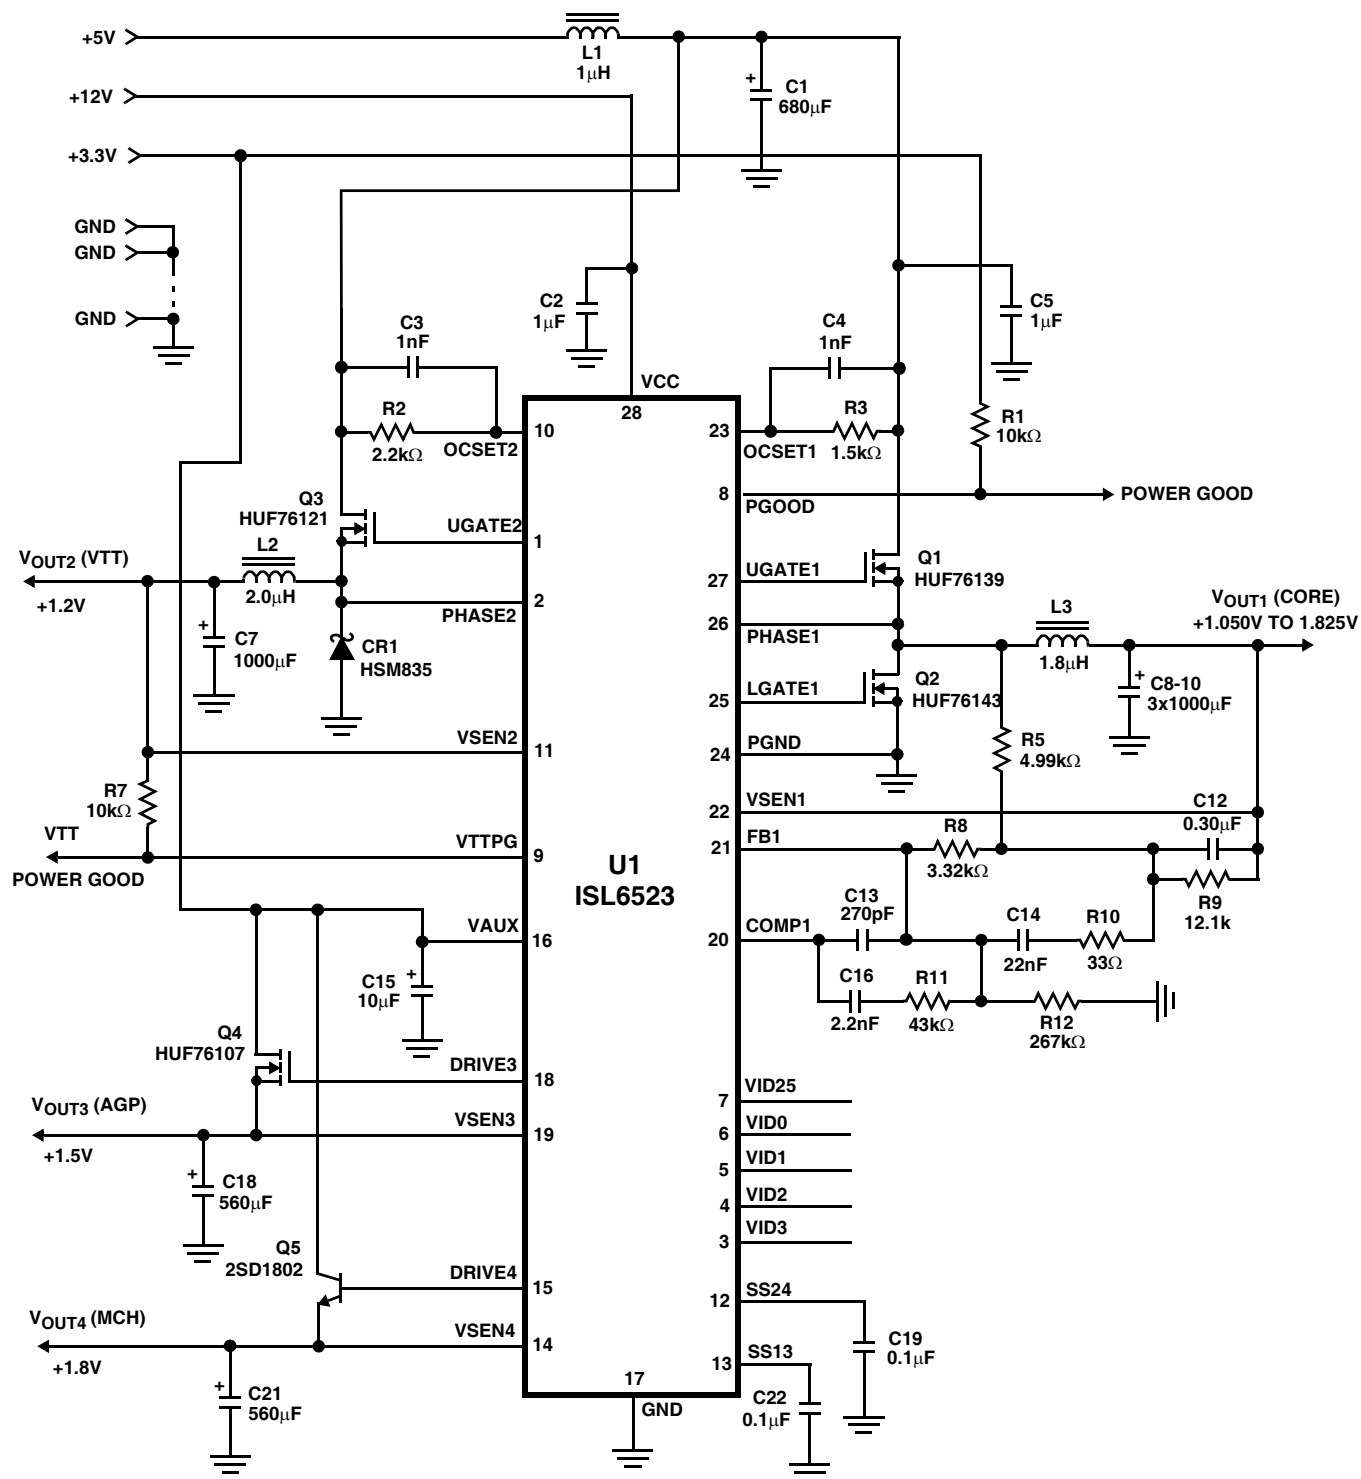 +5V
L1
1μH
C1
680μF
+12V
+3.3V
GND
GND
GND
C2
1μF
C3
1nF
C4
1nF
C5
1μF
VCC
28
R2
2.2kΩ
OCSET2
10
23
OCSET1
R3
1.5kΩ
R1
10kΩ
8
PGOOD
POWER GOOD
Q3
HUF76121
UGATE2
1
27
UGATE1
Q1
HUF76139
VOUT2 (VTT)
+1.2V
L2
2.0μH
2
PHASE2
26
PHASE1
L3
1.8μH
VOUT1 (CORE)
+1.050V TO 1.825V
C7
1000μF
CR1
HSM835
25
LGATE1
Q2
HUF76143
C8-10
3x1000μF
VSEN2
11
24
PGND
R5
4.99kΩ
R7
10kΩ
22
VSEN1
C12
0.30μF
VTT
POWER GOOD
VTTPG
9
21
FB1
R8
3.32kΩ
R9
12.1k
U1
ISL6523
VAUX
16
20
COMP1
C13
270pF
C14
22nF
R10
33Ω
C15
10μF
C16
2.2nF
R11
43kΩ
R12
267kΩ
Q4
HUF76107
DRIVE3
18
7
VID25
6
VID0
VOUT3 (AGP)
+1.5V
VSEN3
19
5
VID1
4
VID2
3
VID3
C18
560μF
Q5
2SD1802
DRIVE4
15
12
SS24
C19
0.1μF
VOUT4 (MCH)
+1.8V
VSEN4
14
13
SS13
C21
560μF
17
GND
C22
0.1μF